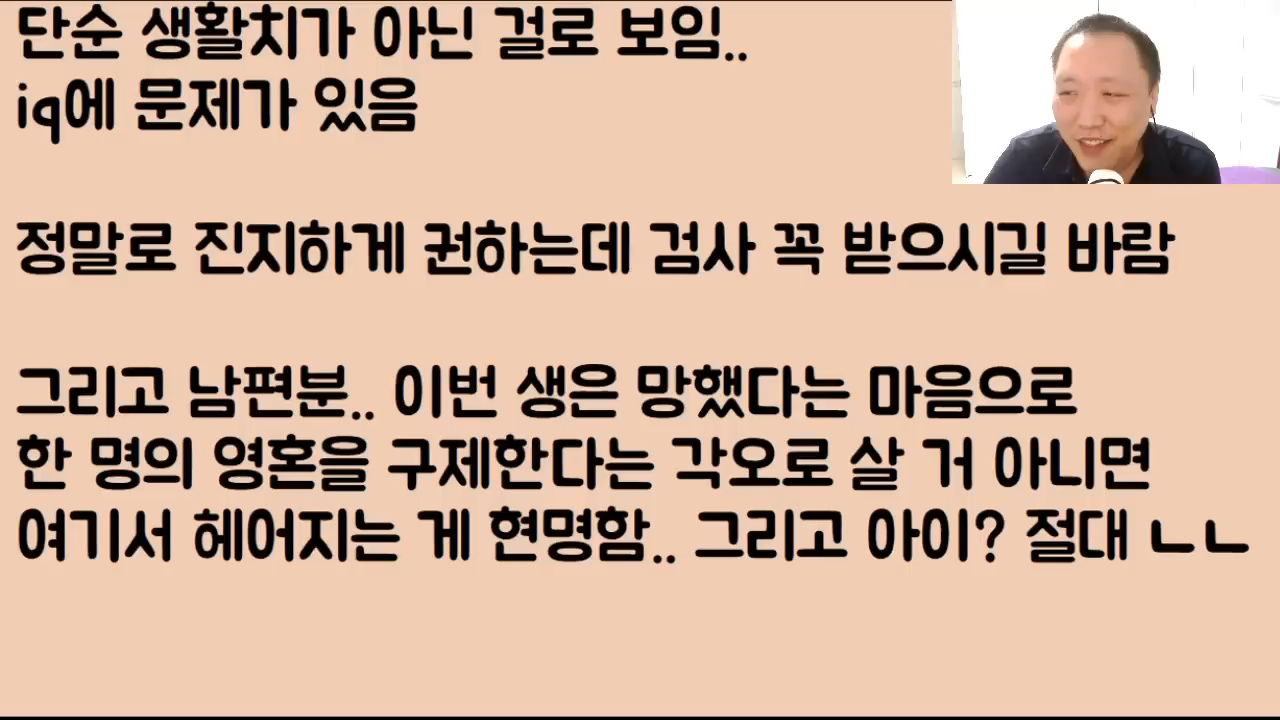 단순 생활치가 아닌 걸로 보임..
iq에 문제가 있음
정말로 진지하게 권하는데 검사 꼭 받으시길 바람
그리고 남편분.. 이번 생은 망했다는 마음으로
한 명의 영혼을 구제한다는 각오로 살 거 아니면
여기서 헤어지는 게 현명함.. 그리고 아이? 절대 ㄴㄴ